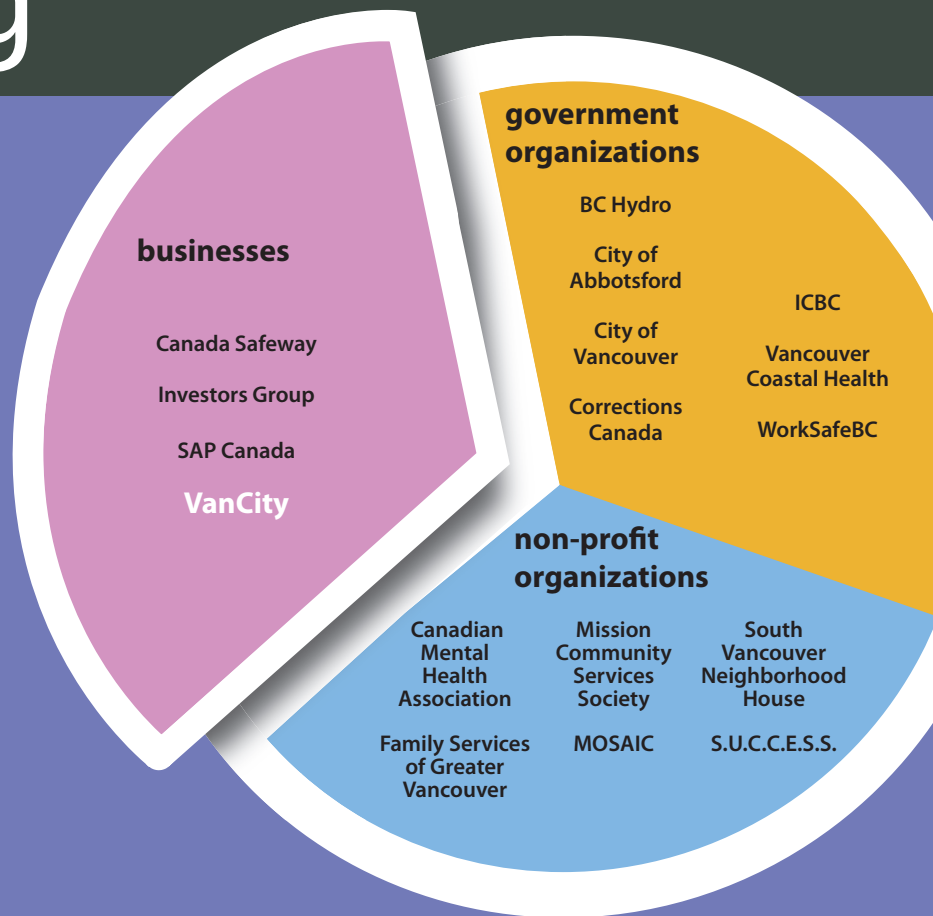 g
businesses
Canada Safeway
Investors Group
SAP Canada
VanCity
government
organizations
BC Hydro
City of
Abbotsford
City of
Vancouver
Corrections
Canada
ICBC
Vancouver
Coastal Health
WorkSafeBC
non-profit
organizations
Canadian
Mental
Health
Association
Family Services
of Greater
Vancouver
Mission
Community
Services
Society
MOSAIC
South
Vancouver
Neighborhood
House
S.U.C.C.E.S.S.